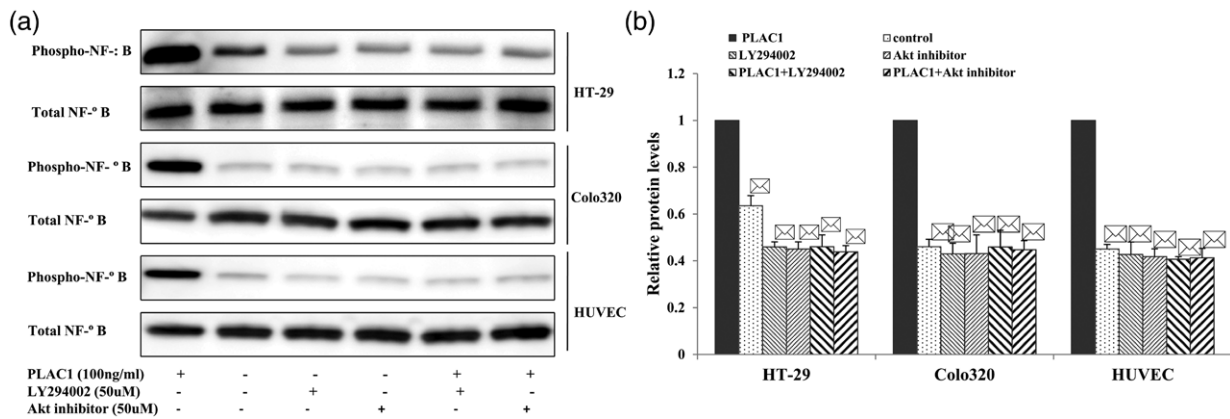 (a)
Phospho-NF-: B
Total NF-º B
HT-29
Phospho-NF- º B
Total NF-º B
Colo320
Phospho-NF-º B
Total NF-º B
HUVEC
PLAC1 (100ng/ml) + - - - + +
LY294002 (50uM) - - + - + -
Akt inhibitor (50uM) - - - + - +
(b)
PLAC1 control
LY294002 Akt inhibitor
PLAC1+LY294002 PLAC1+Akt inhibitor
Relative protein levels
1.2
1
0.8
0.6
0.4
0.2
0
HT-29 Colo320 HUVEC